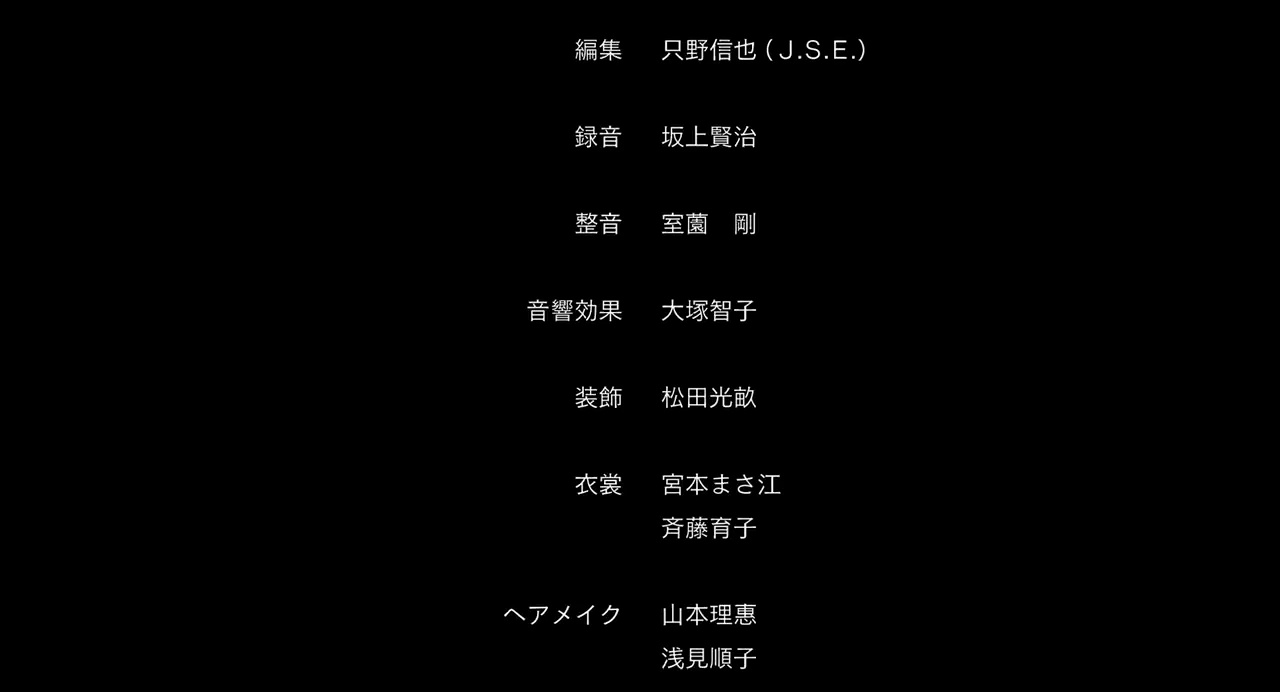 編集 只野信也 (J.S.E.)
録音 坂上賢治
整音 室薗 剛
音響効果 大塚智子
装飾 松田光畝
衣裳 宮本まさ江
斉藤育子
ヘアメイク 山本理惠
浅見順子